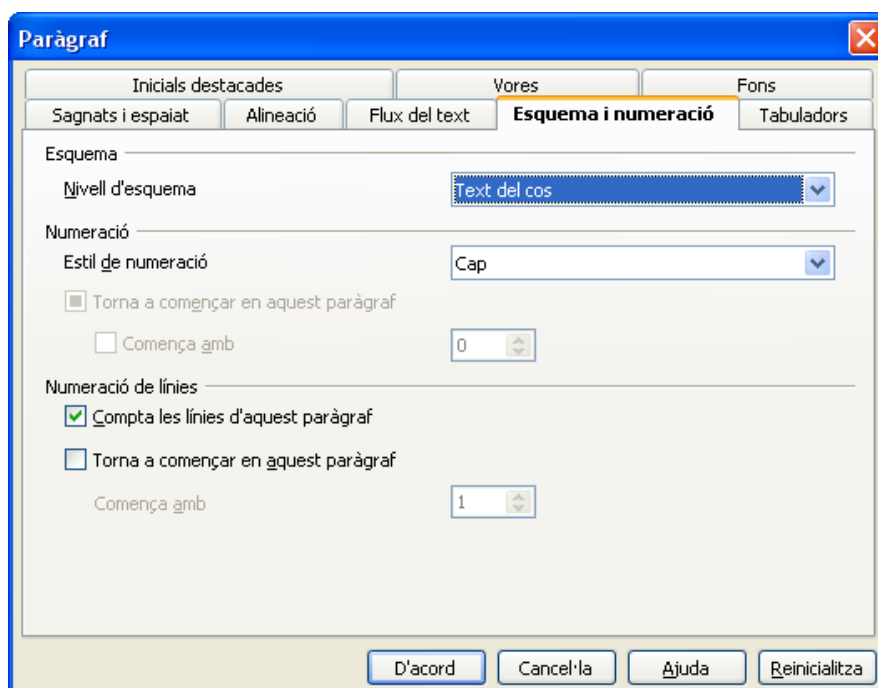 Paràgraf
Inicials destacades Vores Fons
Sagnats i espaiat Alineació Flux del text Esquema i numeració Tabuladors
Esquema
Nivell d'esquema Text del cos
Numeració
Estil de numeració Cap
Torna a començar en aquest paràgraf
Comença amb 0
Numeració de línies
Compta les línies d'aquest paràgraf
Torna a començar en aquest paràgraf
Comença amb 1
D'acord Cancel·la Ajuda Reinicialitza